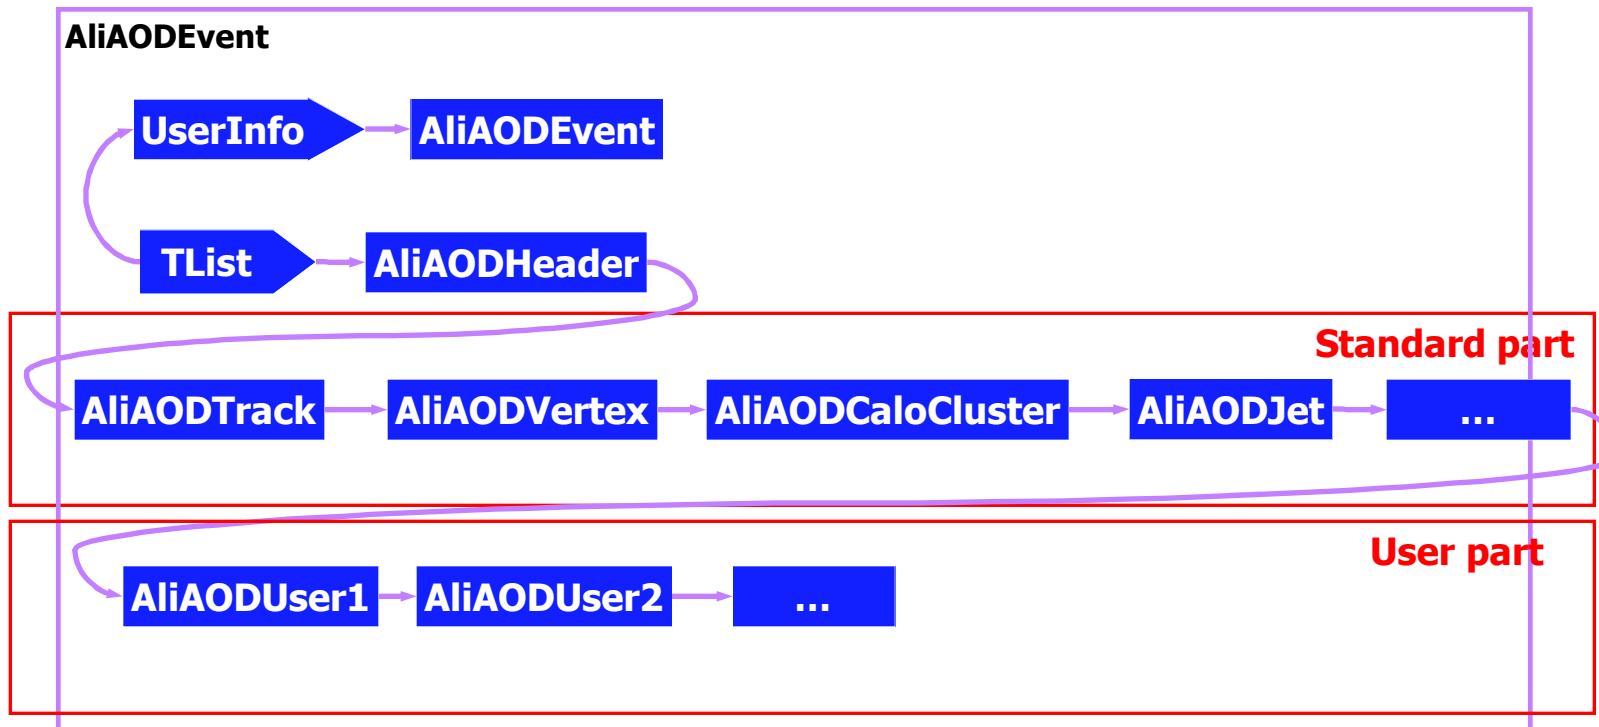 AliAODEvent
UserInfo AliAODEvent
TList AliAODHeader
Standard part
AliAODTrack AliAODVertex AliAODCaloCluster AliAODJet ...
User part
AliAODUser1 AliAODUser2 ...